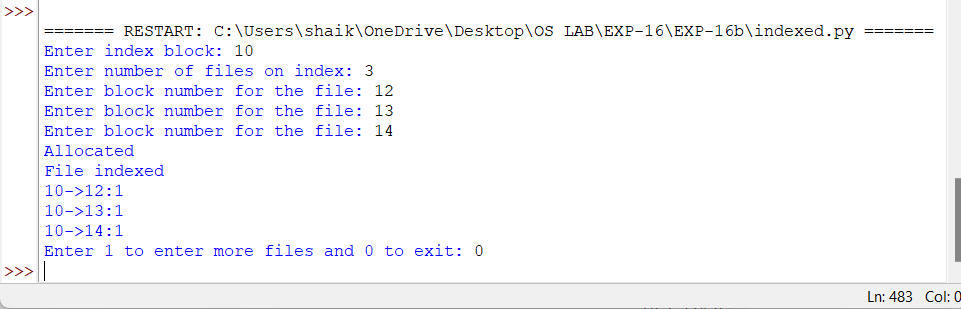 >>>
======= RESTART: C:\Users\shaik\OneDrive\Desktop\OS LAB\EXP-16\EXP-16b\indexed.py =======
Enter index block: 10
Enter number of files on index: 3
Enter block number for the file: 12
Enter block number for the file: 13
Enter block number for the file: 14
Allocated
File indexed
10->12:1
10->13:1
10->14:1
Enter 1 to enter more files and 0 to exit: 0
>>>
Ln: 483 Col: 0